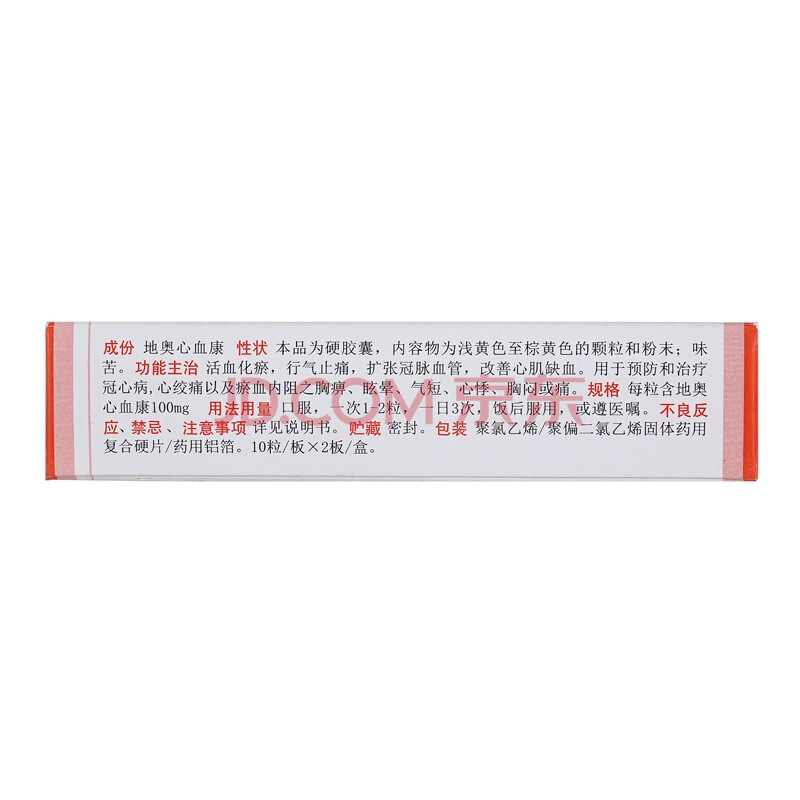 成份 地奥心血康 性状 本品为硬胶囊，内容物为浅黄色至棕黄色的颗粒和粉末；味
苦。功能主治 活血化瘀，行气止痛，扩张冠脉血管，改善心肌缺血。用于预防和治疗
冠心病,心绞痛以及瘀血内阻之胸痹、眩晕、气短、心悸、胸闷或痛。规格 每粒含地奥
心血康100mg 用法用量 口服，一次1~2粒，一日3次，饭后服用，或遵医嘱。不良反
应、禁忌、注意事项 详见说明书。贮藏 密封。包装 聚氯乙烯/聚偏二氯乙烯固体药用
复合硬片/药用铝箔。10粒/板×2板/盒。
JD.COM 京东